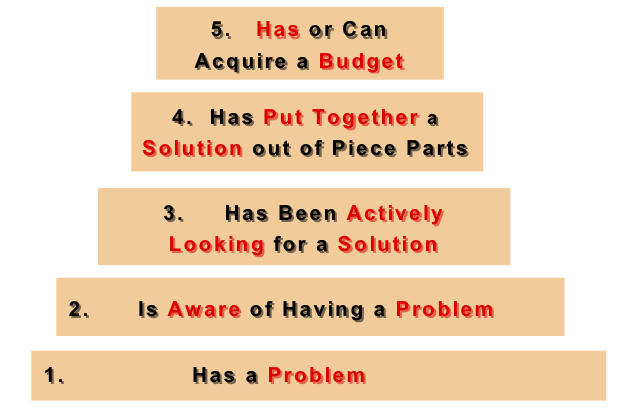 5. Has or Can
Acquire a Budget
4. Has Put Together a
Solution out of Piece Parts
3. Has Been Actively
Looking for a Solution
2. Is Aware of Having a Problem
1. Has a Problem